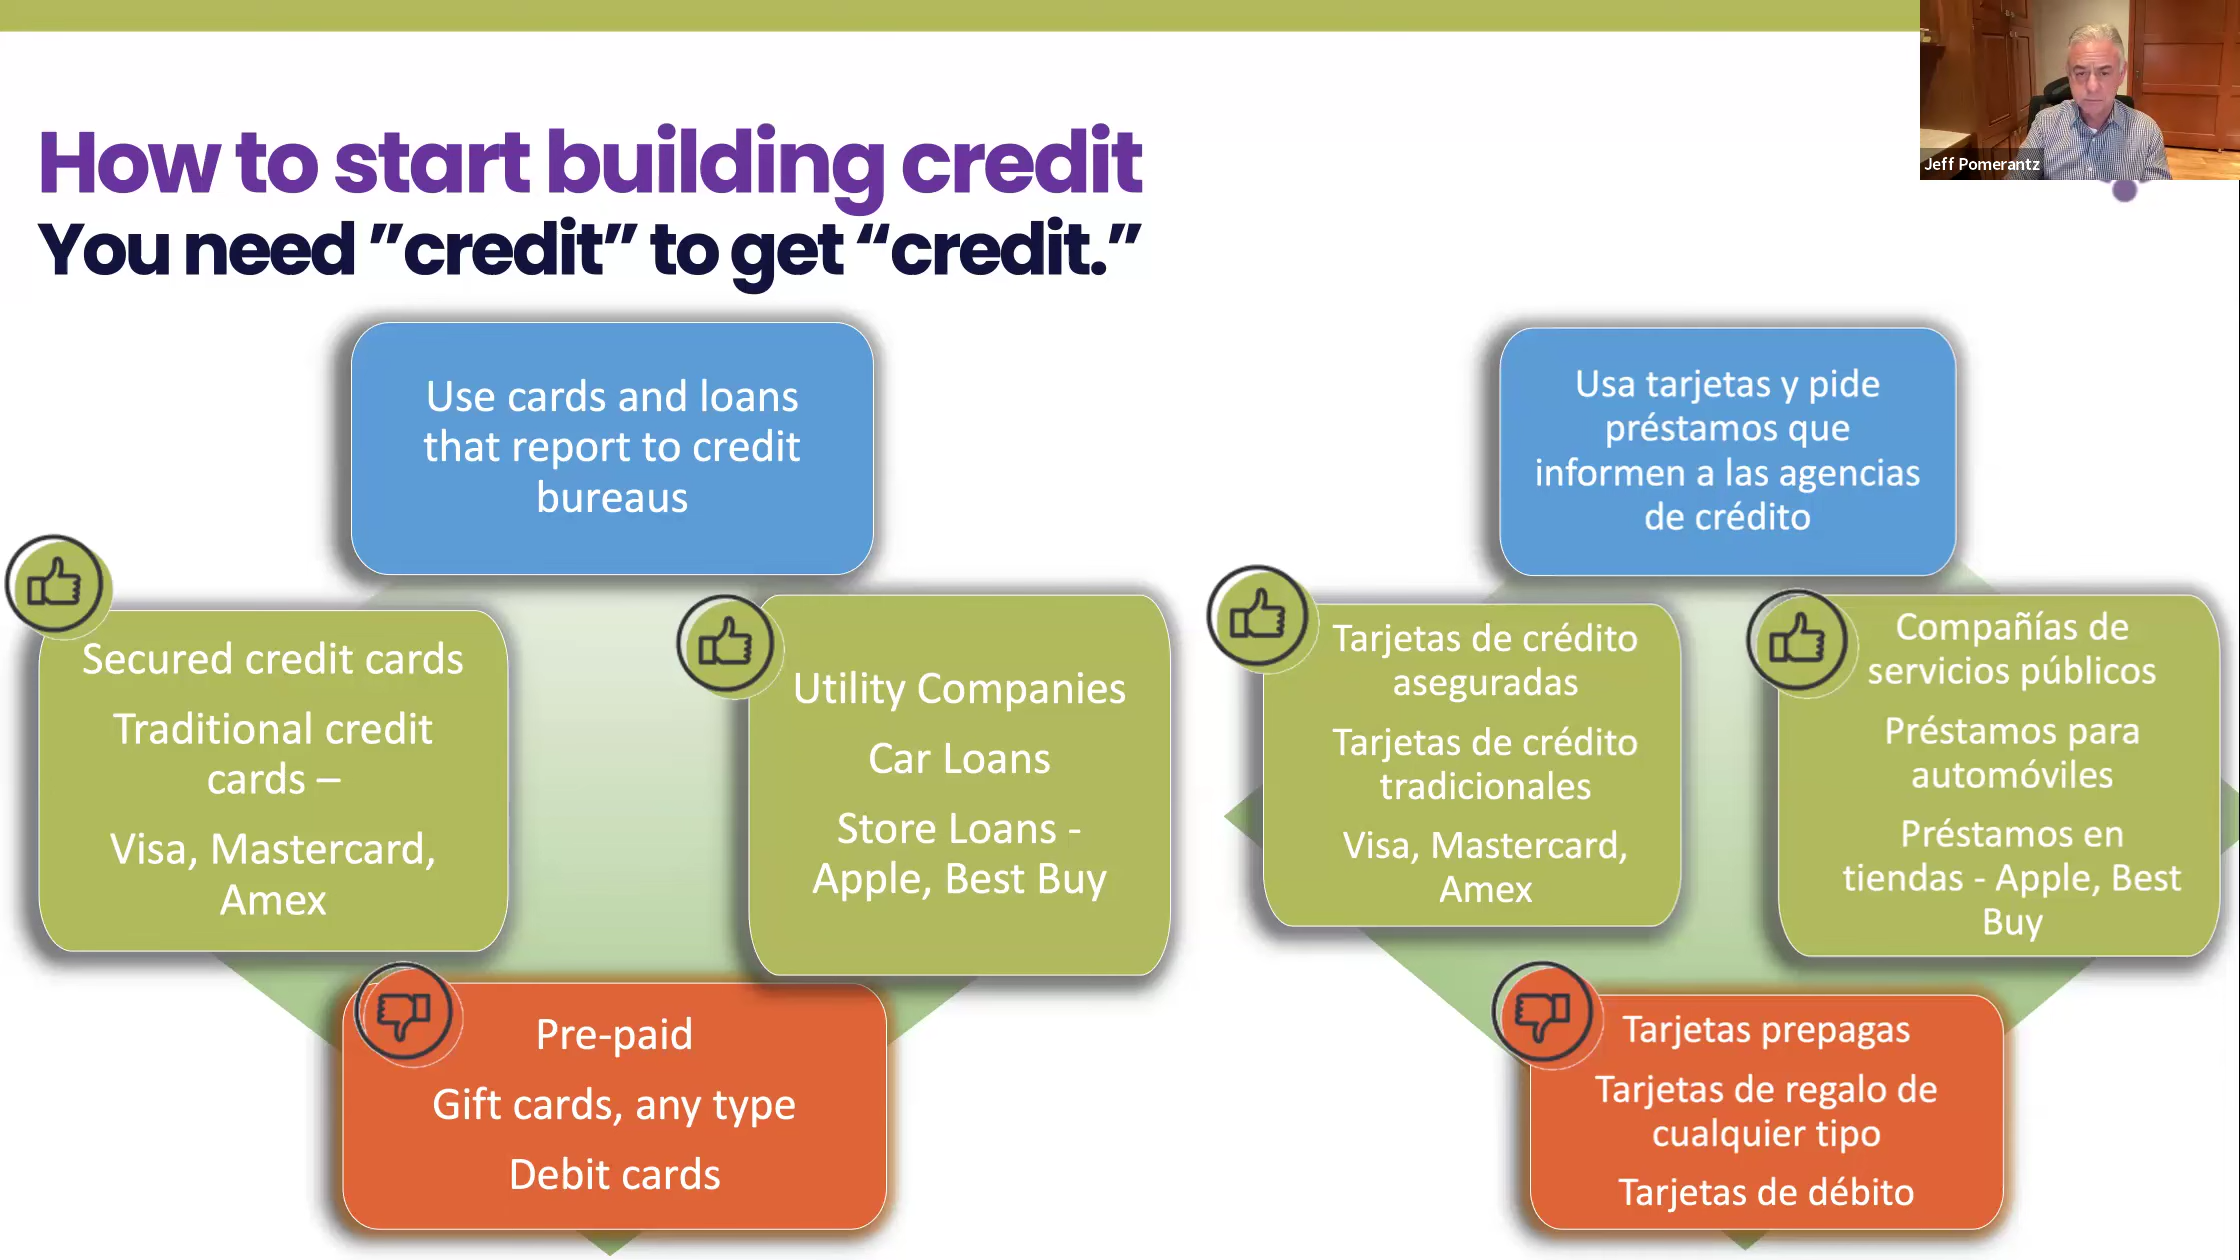 Jeff Pomerantz
How to start building credit
You need ”credit” to get “credit.”
Use cards and loans
that report to credit
bureaus
Secured credit cards
Traditional credit
cards –
Visa, Mastercard,
Amex
Utility Companies
Car Loans
Store Loans -
Apple, Best Buy
Pre-paid
Gift cards, any type
Debit cards
Usa tarjetas y pide
préstamos que
informen a las agencias
de crédito
Tarjetas de crédito
aseguradas
Tarjetas de crédito
tradicionales
Visa, Mastercard,
Amex
Compañías de
servicios públicos
Préstamos para
automóviles
Préstamos en
tiendas - Apple, Best
Buy
Tarjetas prepagas
Tarjetas de regalo de
cualquier tipo
Tarjetas de débito